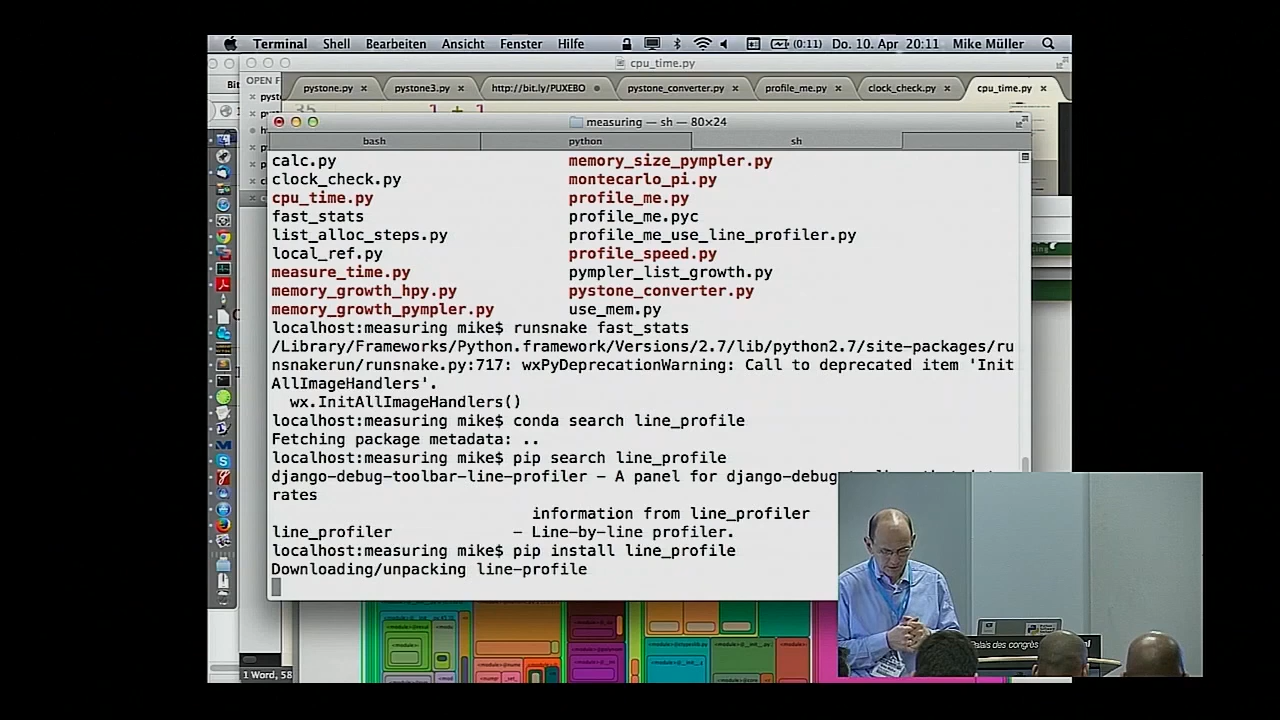 Terminal Shell Bearbeiten Ansicht Fenster Hilfe (0:11) Do. 10. Apr 20:11 Mike Müller
cpu_time.py
OPEN F
Bit
pystone.py × pystone3.py × http://bit.ly/PUXEBO pystone_converter.py × profile_me.py × clock_check.py × cpu_time.py ×
35 1 + 1
measuring — sh — 80×24
bash python sh
calc.py memory_size_pympler.py
clock_check.py montecarlo_pi.py
cpu_time.py profile_me.py
fast_stats profile_me.pyc
list_alloc_steps.py profile_me_use_line_profiler.py
local_ref.py profile_speed.py
measure_time.py pympler_list_growth.py
memory_growth_hpy.py pystone_converter.py
memory_growth_pympler.py use_mem.py
localhost:measuring mike$ runsnake fast_stats
/Library/Frameworks/Python.framework/Versions/2.7/lib/python2.7/site-packages/ru
nsnakerun/runsnake.py:717: wxPyDeprecationWarning: Call to deprecated item 'Init
AllImageHandlers'.
wx.InitAllImageHandlers()
localhost:measuring mike$ conda search line_profile
Fetching package metadata: ..
localhost:measuring mike$ pip search line_profile
django-debug-toolbar-line-profiler - A panel for django-debug
rates
information from line_profiler
line_profiler - Line-by-line profiler.
localhost:measuring mike$ pip install line_profile
Downloading/unpacking line-profile
1 Word, 58
Palais des congrès